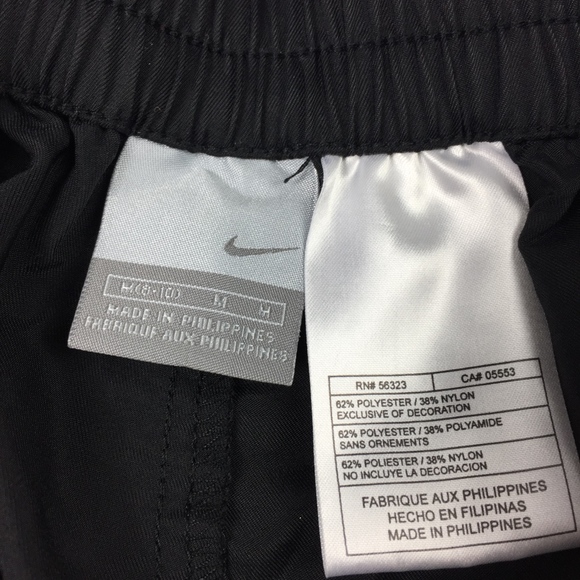 M
M
MADE IN PHILIPPINES
FABRIQUE AUX PHILIPPINES
RN# 56323
CA# 05553
62% POLYESTER / 38% NYLON
EXCLUSIVE OF DECORATION
62% POLYESTER / 38% POLYAMIDE
SANS ORNEMENTS
62% POLIESTER / 38% NYLON
NO INCLUYE LA DECORACION
FABRIQUE AUX PHILIPPINES
HECHO EN FILIPINAS
MADE IN PHILIPPINES